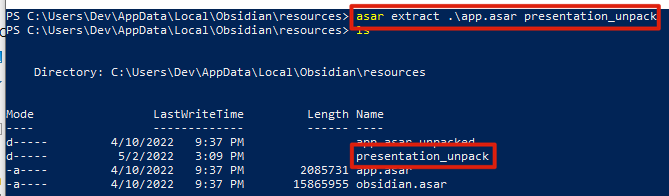 PS C:\Users\Dev\AppData\Local\Obsidian\resources> asar extract .\app.asar presentation_unpack
PS C:\Users\Dev\AppData\Local\Obsidian\resources> ls
Directory: C:\Users\Dev\AppData\Local\Obsidian\resources
Mode LastWriteTime Length Name
---- ------------- ------ ----
d----- 4/10/2022 9:37 PM app.asar.unpacked
d----- 5/2/2022 3:09 PM presentation_unpack
-a---- 4/10/2022 9:37 PM 2085731 app.asar
-a---- 4/10/2022 9:37 PM 15865955 obsidian.asar